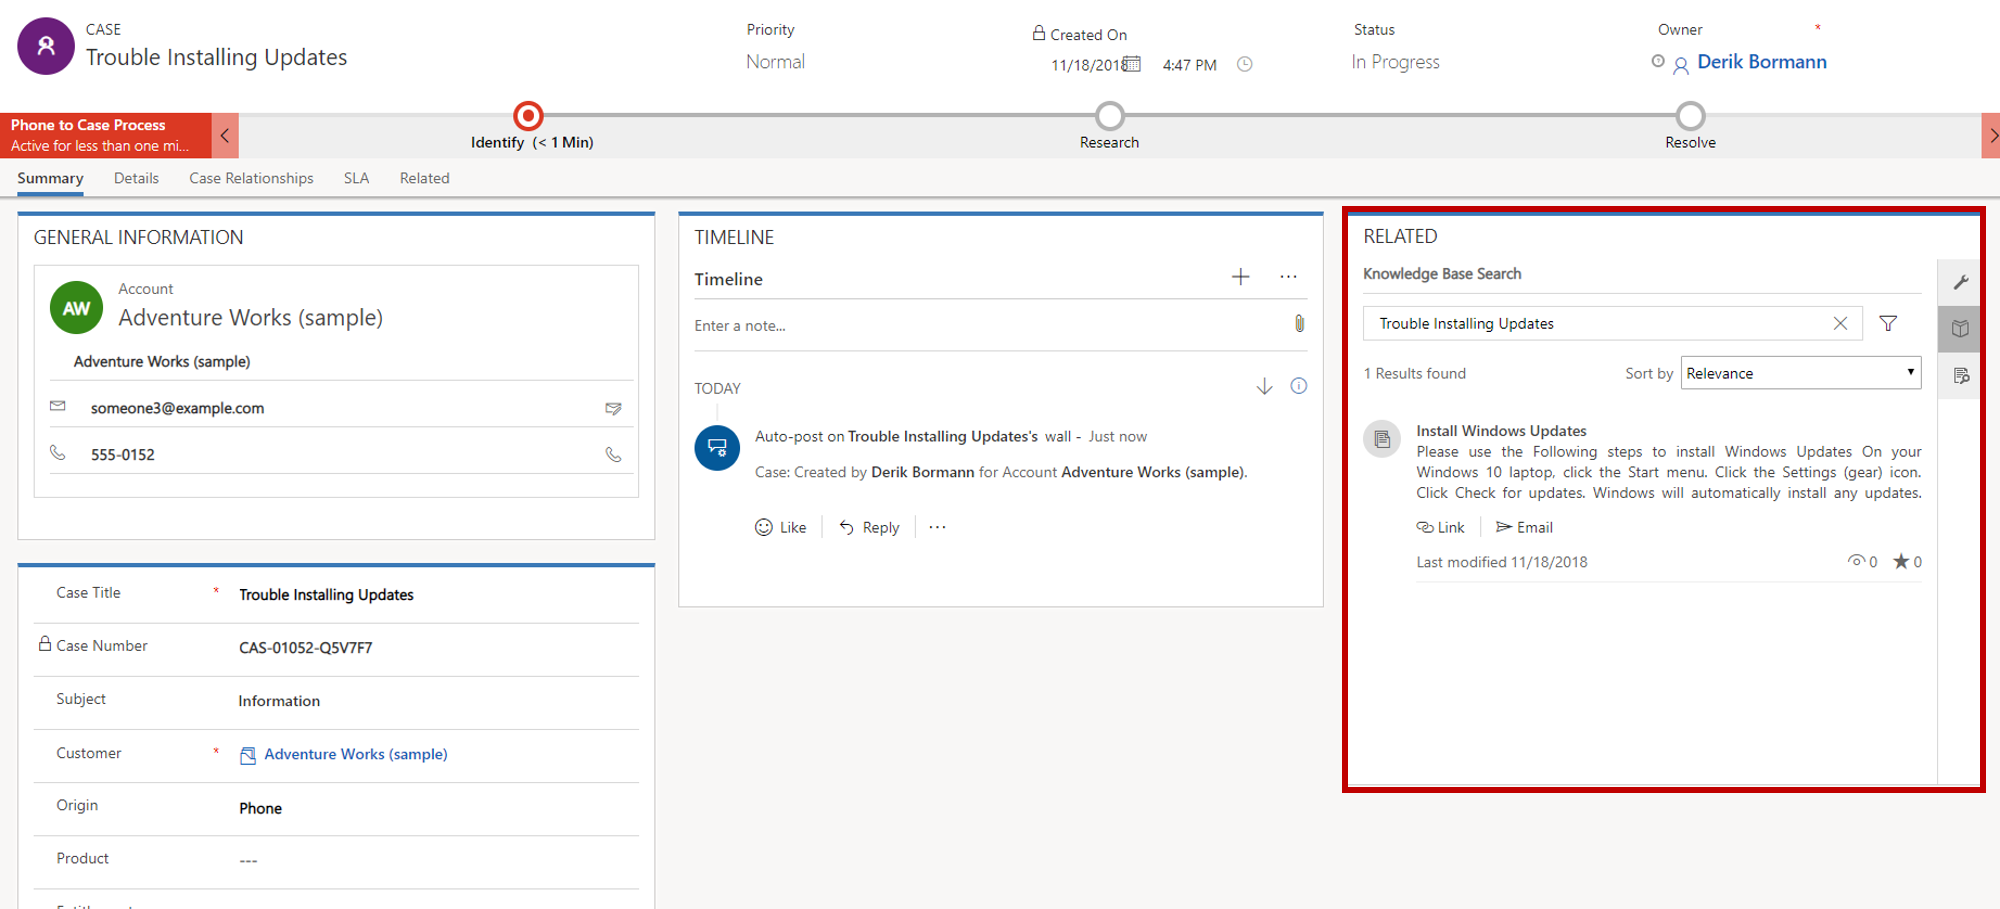 CASE
Trouble Installing Updates
Priority
Normal
Created On
11/18/2018
4:47 PM
Status
In Progress
Owner *
Derik Bormann
Phone to Case Process
Active for less than one mi...
Identify (< 1 Min)
Research
Resolve
Summary Details Case Relationships SLA Related
GENERAL INFORMATION
AW
Account
Adventure Works (sample)
Adventure Works (sample)
someone3@example.com
555-0152
Case Title * Trouble Installing Updates
Case Number CAS-01052-Q5V7F7
Subject Information
Customer * Adventure Works (sample)
Origin Phone
Product ---
TIMELINE
Timeline
Enter a note...
TODAY
Auto-post on Trouble Installing Updates's wall - Just now
Case: Created by Derik Bormann for Account Adventure Works (sample).
Like Reply ...
RELATED
Knowledge Base Search
Trouble Installing Updates
1 Results found
Sort by Relevance
Install Windows Updates
Please use the Following steps to install Windows Updates On your
Windows 10 laptop, click the Start menu. Click the Settings (gear) icon.
Click Check for updates. Windows will automatically install any updates.
Link Email
Last modified 11/18/2018
0 0